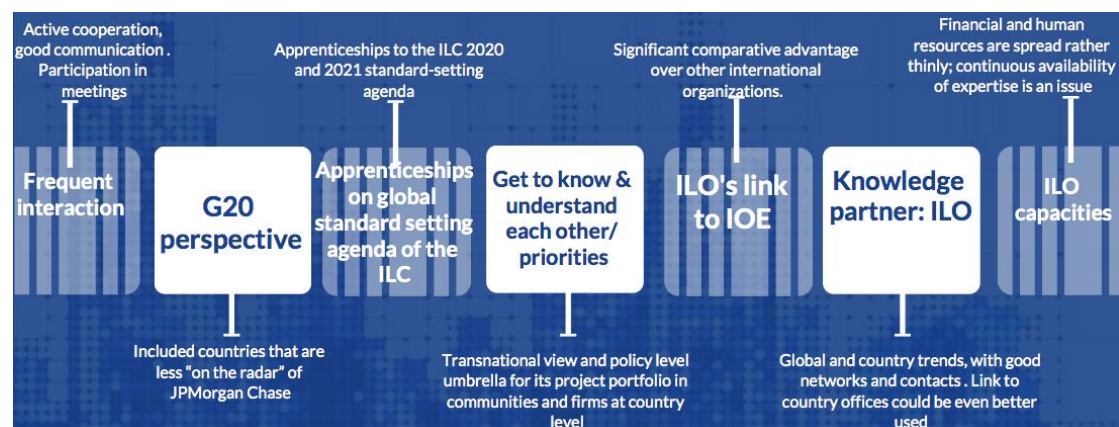 Active cooperation,
good communication .
Participation in
meetings
Frequent
interaction
G20
perspective
Included countries that are
less “on the radar” of
JPMorgan Chase
Apprenticeships to the ILC 2020
and 2021 standard-setting
agenda
Apprenticeships
on global
standard setting
agenda of the
ILC
Get to know &
understand
each other/
priorities
Transnational view and policy level
umbrella for its project portfolio in
communities and firms at country
level
Significant comparative advantage
over other international
organizations.
ILO's link
to IOE
Knowledge
partner: ILO
Global and country trends, with good
networks and contacts . Link to
country offices could be even better
used
Financial and human
resources are spread rather
thinly; continuous availability
of expertise is an issue
ILO
capacities